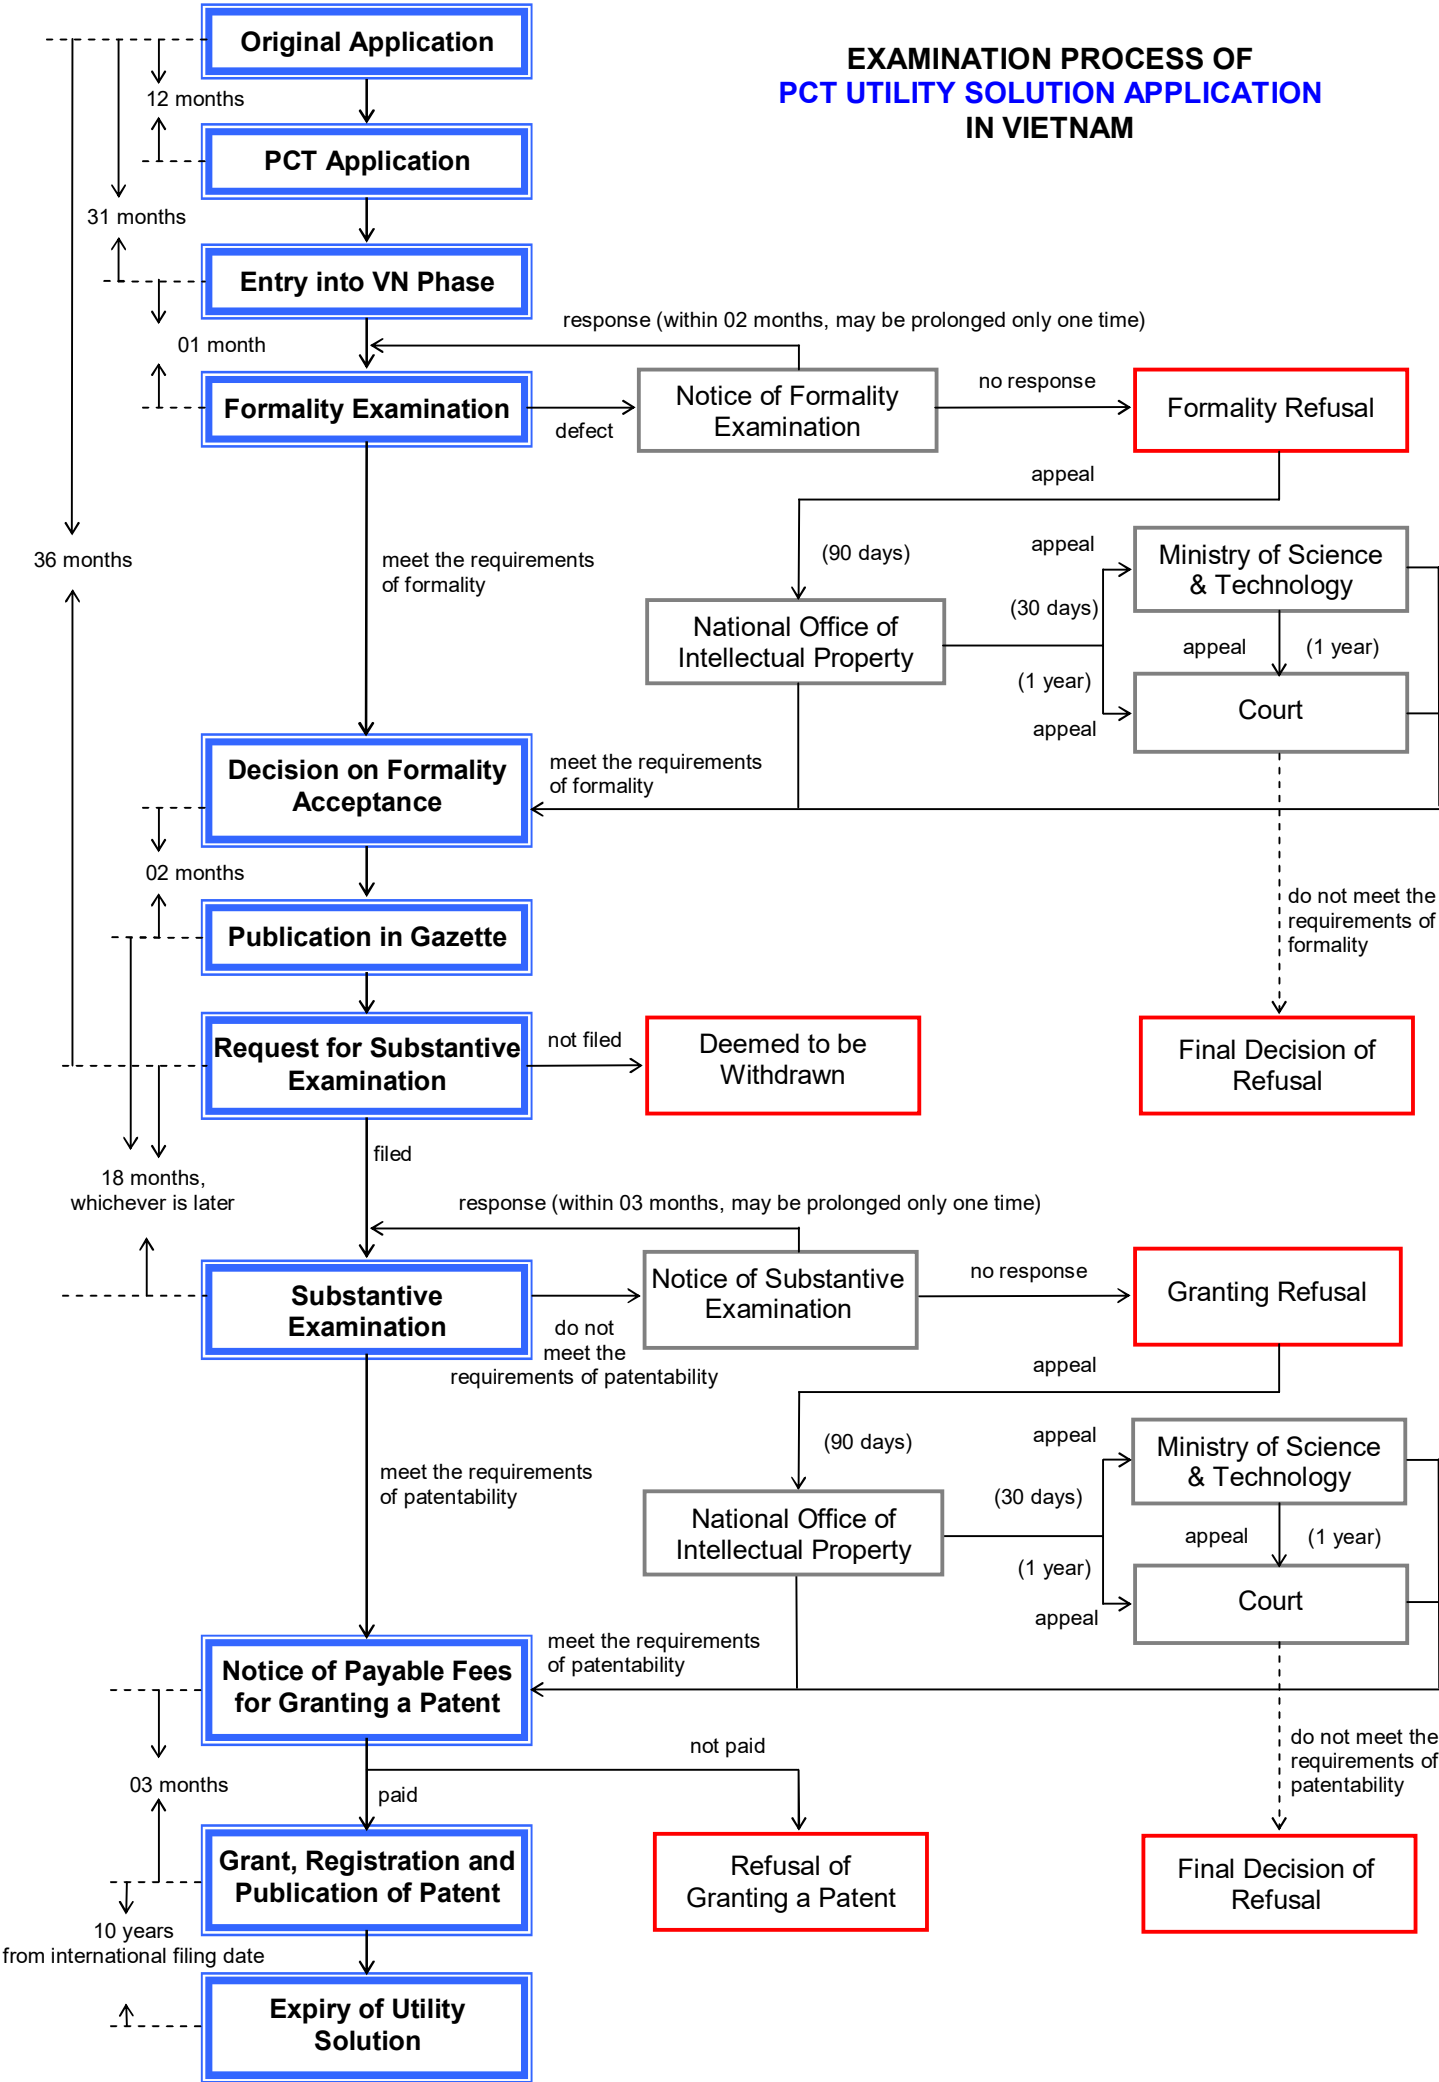 EXAMINATION PROCESS OF
PCT UTILITY SOLUTION APPLICATION
IN VIETNAM
Original Application
12 months
PCT Application
31 months
Entry into VN Phase
response (within 02 months, may be prolonged only one time)
01 month
Formality Examination
defect
Notice of Formality
Examination
no response
Formality Refusal
appeal
36 months
meet the requirements
of formality
(90 days)
National Office of
Intellectual Property
appeal
(30 days)
(1 year)
appeal
Ministry of Science
& Technology
appeal
(1 year)
Court
Decision on Formality
Acceptance
meet the requirements
of formality
02 months
do not meet the
requirements of
formality
Publication in Gazette
Request for Substantive
Examination
not filed
Deemed to be
Withdrawn
Final Decision of
Refusal
filed
18 months,
whichever is later
response (within 03 months, may be prolonged only one time)
Substantive
Examination
do not
meet the
requirements of patentability
Notice of Substantive
Examination
no response
Granting Refusal
appeal
(90 days)
meet the requirements
of patentability
National Office of
Intellectual Property
appeal
(30 days)
(1 year)
appeal
Ministry of Science
& Technology
appeal
(1 year)
Court
Notice of Payable Fees
for Granting a Patent
meet the requirements
of patentability
not paid
do not meet the
requirements of
patentability
03 months
paid
Grant, Registration and
Publication of Patent
Refusal of
Granting a Patent
Final Decision of
Refusal
10 years
from international filing date
Expiry of Utility
Solution